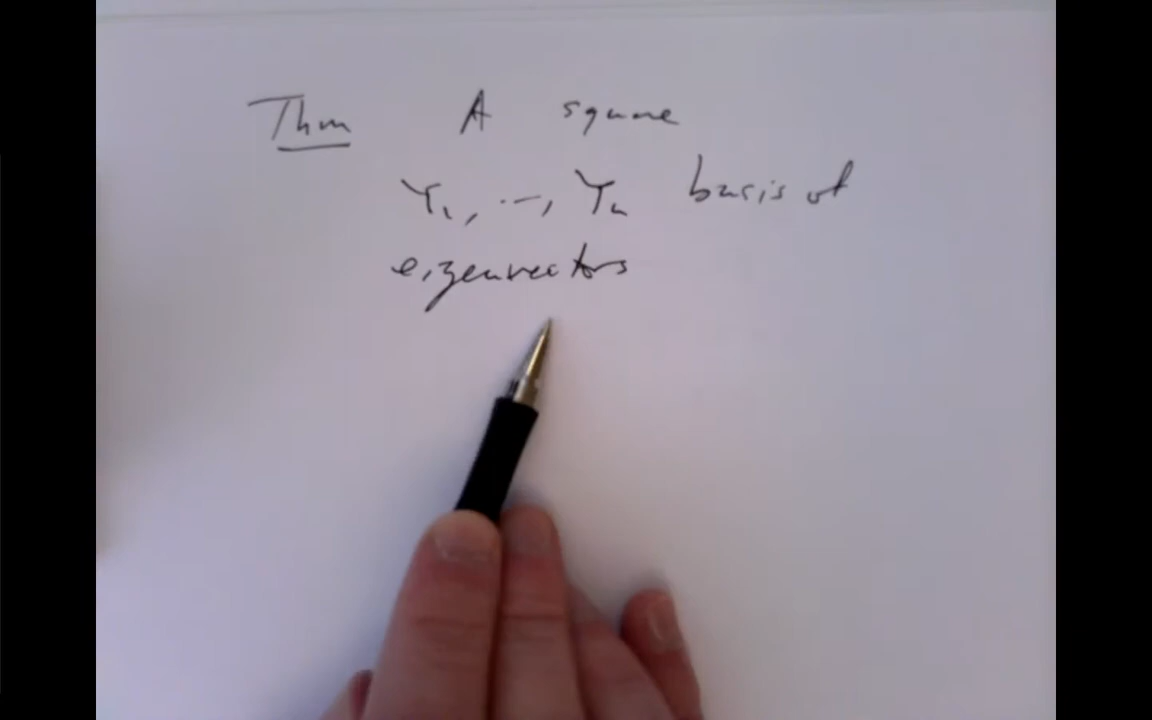 Thm A square
Y₁, ..., Yₙ basis of
eigenvectors